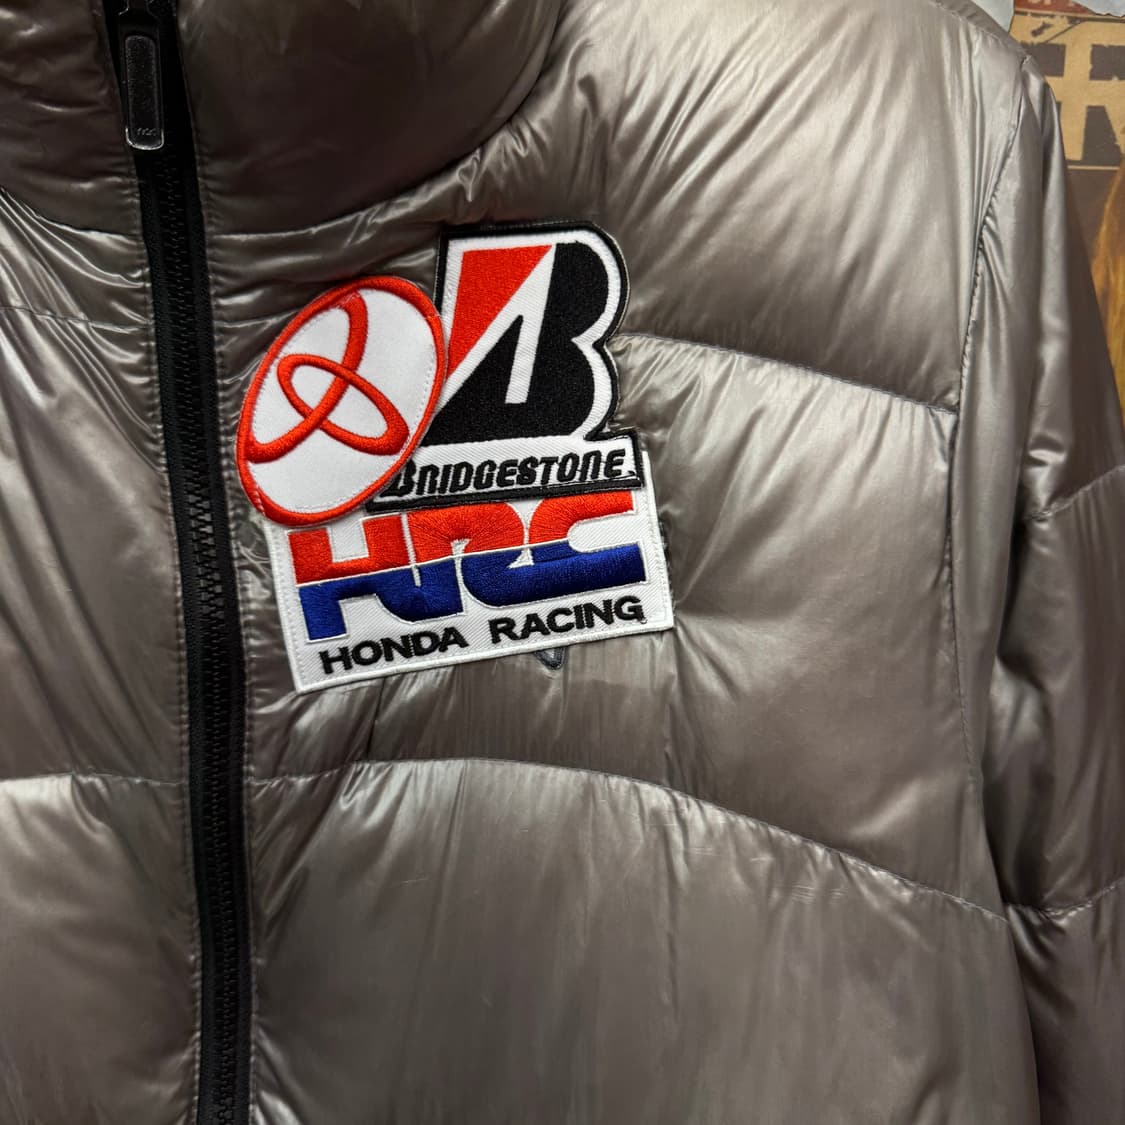 B
BRIDGESTONE
HRC
HONDA RACING